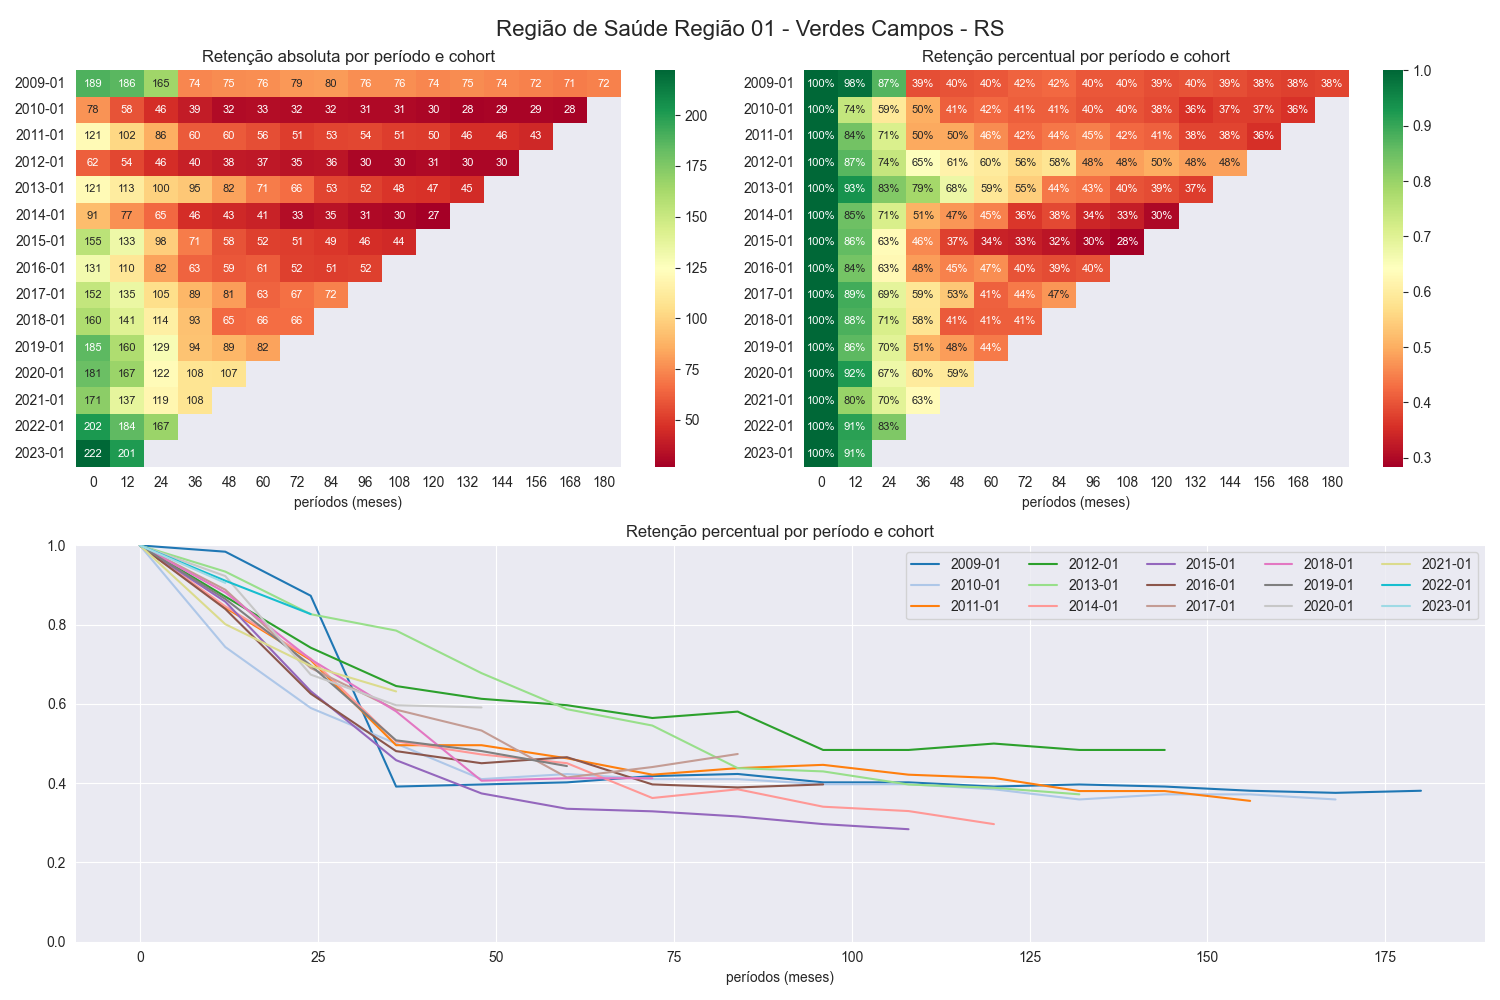 Região de Saúde Região 01 - Verdes Campos - RS
Retenção absoluta por período e cohort
2009-01 189 186 165 74 75 76 79 80 76 76 74 75 74 72 71 72
2010-01 78 58 46 39 32 33 32 32 31 31 30 28 29 29 28
2011-01 121 102 86 60 60 56 51 53 54 51 50 46 46 43
2012-01 62 54 46 40 38 37 35 36 30 30 31 30 30
2013-01 121 113 100 95 82 71 66 53 52 48 47 45
2014-01 91 77 65 46 43 41 33 35 31 30 27
2015-01 155 133 98 71 58 52 51 49 46 44
2016-01 131 110 82 63 59 61 52 51 52
2017-01 152 135 105 89 81 63 67 72
2018-01 160 141 114 93 65 66 66
2019-01 185 160 129 94 89 82
2020-01 181 167 122 108 107
2021-01 171 137 119 108
2022-01 202 184 167
2023-01 222 201
0 12 24 36 48 60 72 84 96 108 120 132 144 156 168 180
períodos (meses)
200
175
150
125
100
75
50
Retenção percentual por período e cohort
2009-01 100% 98% 87% 39% 40% 40% 42% 42% 40% 40% 39% 40% 39% 38% 38% 38%
2010-01 100% 74% 59% 50% 41% 42% 41% 41% 40% 40% 38% 36% 37% 37% 36%
2011-01 100% 84% 71% 50% 50% 46% 42% 44% 45% 42% 41% 38% 38% 36%
2012-01 100% 87% 74% 65% 61% 60% 56% 58% 48% 48% 50% 48% 48%
2013-01 100% 93% 83% 79% 68% 59% 55% 44% 43% 40% 39% 37%
2014-01 100% 85% 71% 51% 47% 45% 36% 38% 34% 33% 30%
2015-01 100% 86% 63% 46% 37% 34% 33% 32% 30% 28%
2016-01 100% 84% 63% 48% 45% 47% 40% 39% 40%
2017-01 100% 89% 69% 59% 53% 41% 44% 47%
2018-01 100% 88% 71% 58% 41% 41% 41%
2019-01 100% 86% 70% 51% 48% 44%
2020-01 100% 92% 67% 60% 59%
2021-01 100% 80% 70% 63%
2022-01 100% 91% 83%
2023-01 100% 91%
0 12 24 36 48 60 72 84 96 108 120 132 144 156 168 180
períodos (meses)
1.0
0.9
0.8
0.7
0.6
0.5
0.4
0.3
Retenção percentual por período e cohort
2009-01 2012-01 2015-01 2018-01 2021-01
2010-01 2013-01 2016-01 2019-01 2022-01
2011-01 2014-01 2017-01 2020-01 2023-01
1.0
0.8
0.6
0.4
0.2
0.0
0 25 50 75 100 125 150 175
períodos (meses)